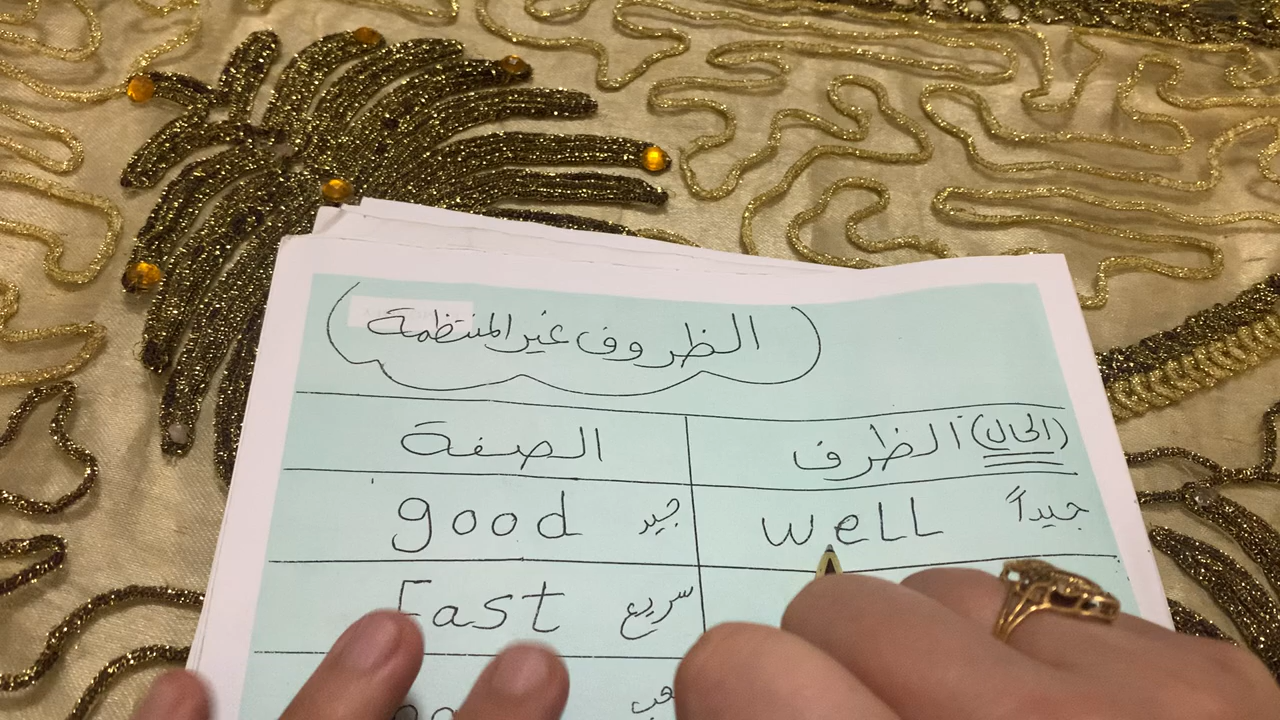 الظروف غير المنتظمة
الصفة الظرف (الحال)
good جيد well جيداً
Fast سريع